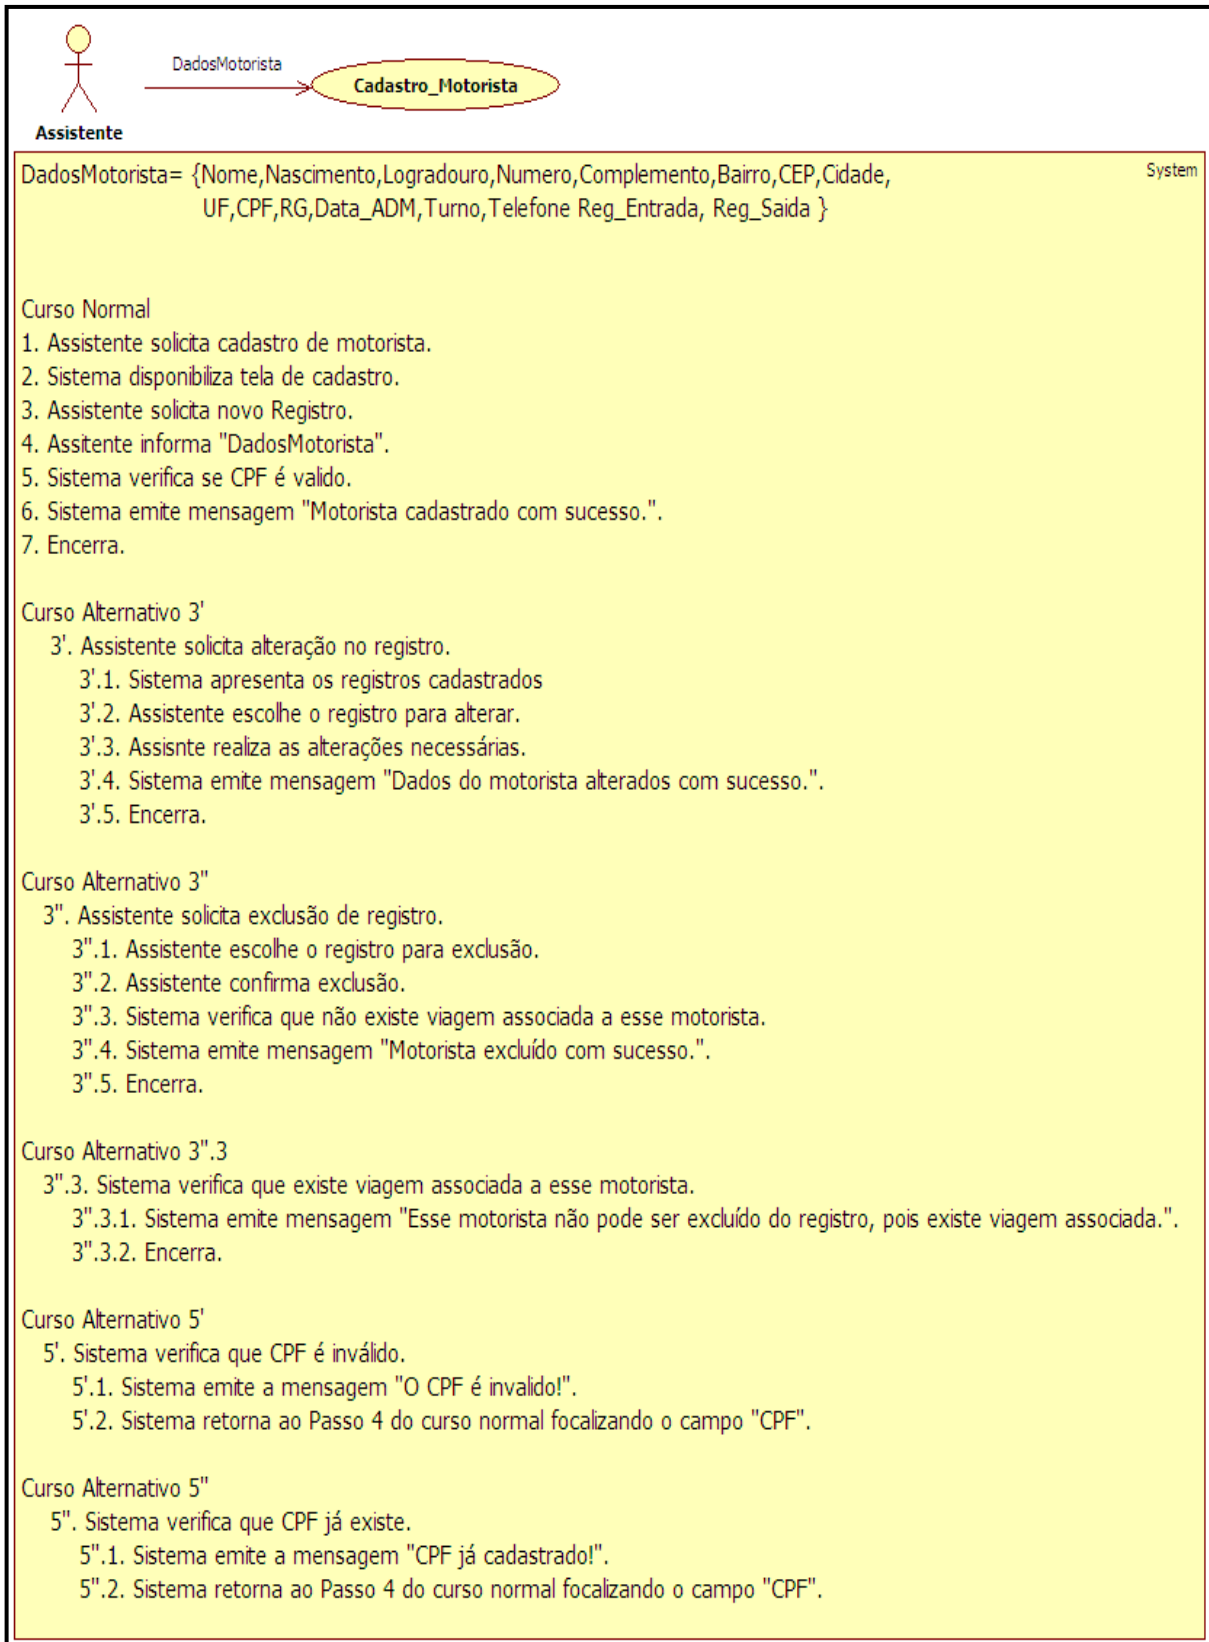 DadosMotorista
Cadastro_Motorista
Assistente
System
DadosMotorista= {Nome,Nascimento,Logradouro,Numero,Complemento,Bairro,CEP,Cidade,
UF,CPF,RG,Data_ADM,Turno,Telefone Reg_Entrada, Reg_Saida }
Curso Normal
1. Assistente solicita cadastro de motorista.
2. Sistema disponibiliza tela de cadastro.
3. Assistente solicita novo Registro.
4. Assitente informa "DadosMotorista".
5. Sistema verifica se CPF é valido.
6. Sistema emite mensagem "Motorista cadastrado com sucesso.".
7. Encerra.
Curso Alternativo 3'
3'. Assistente solicita alteração no registro.
3'.1. Sistema apresenta os registros cadastrados
3'.2. Assistente escolhe o registro para alterar.
3'.3. Assisnte realiza as alterações necessárias.
3'.4. Sistema emite mensagem "Dados do motorista alterados com sucesso.".
3'.5. Encerra.
Curso Alternativo 3"
3". Assistente solicita exclusão de registro.
3".1. Assistente escolhe o registro para exclusão.
3".2. Assistente confirma exclusão.
3".3. Sistema verifica que não existe viagem associada a esse motorista.
3".4. Sistema emite mensagem "Motorista excluído com sucesso.".
3".5. Encerra.
Curso Alternativo 3".3
3".3. Sistema verifica que existe viagem associada a esse motorista.
3".3.1. Sistema emite mensagem "Esse motorista não pode ser excluído do registro, pois existe viagem associada.".
3".3.2. Encerra.
Curso Alternativo 5'
5'. Sistema verifica que CPF é inválido.
5'.1. Sistema emite a mensagem "O CPF é invalido!".
5'.2. Sistema retorna ao Passo 4 do curso normal focalizando o campo "CPF".
Curso Alternativo 5"
5". Sistema verifica que CPF já existe.
5".1. Sistema emite a mensagem "CPF já cadastrado!".
5".2. Sistema retorna ao Passo 4 do curso normal focalizando o campo "CPF".